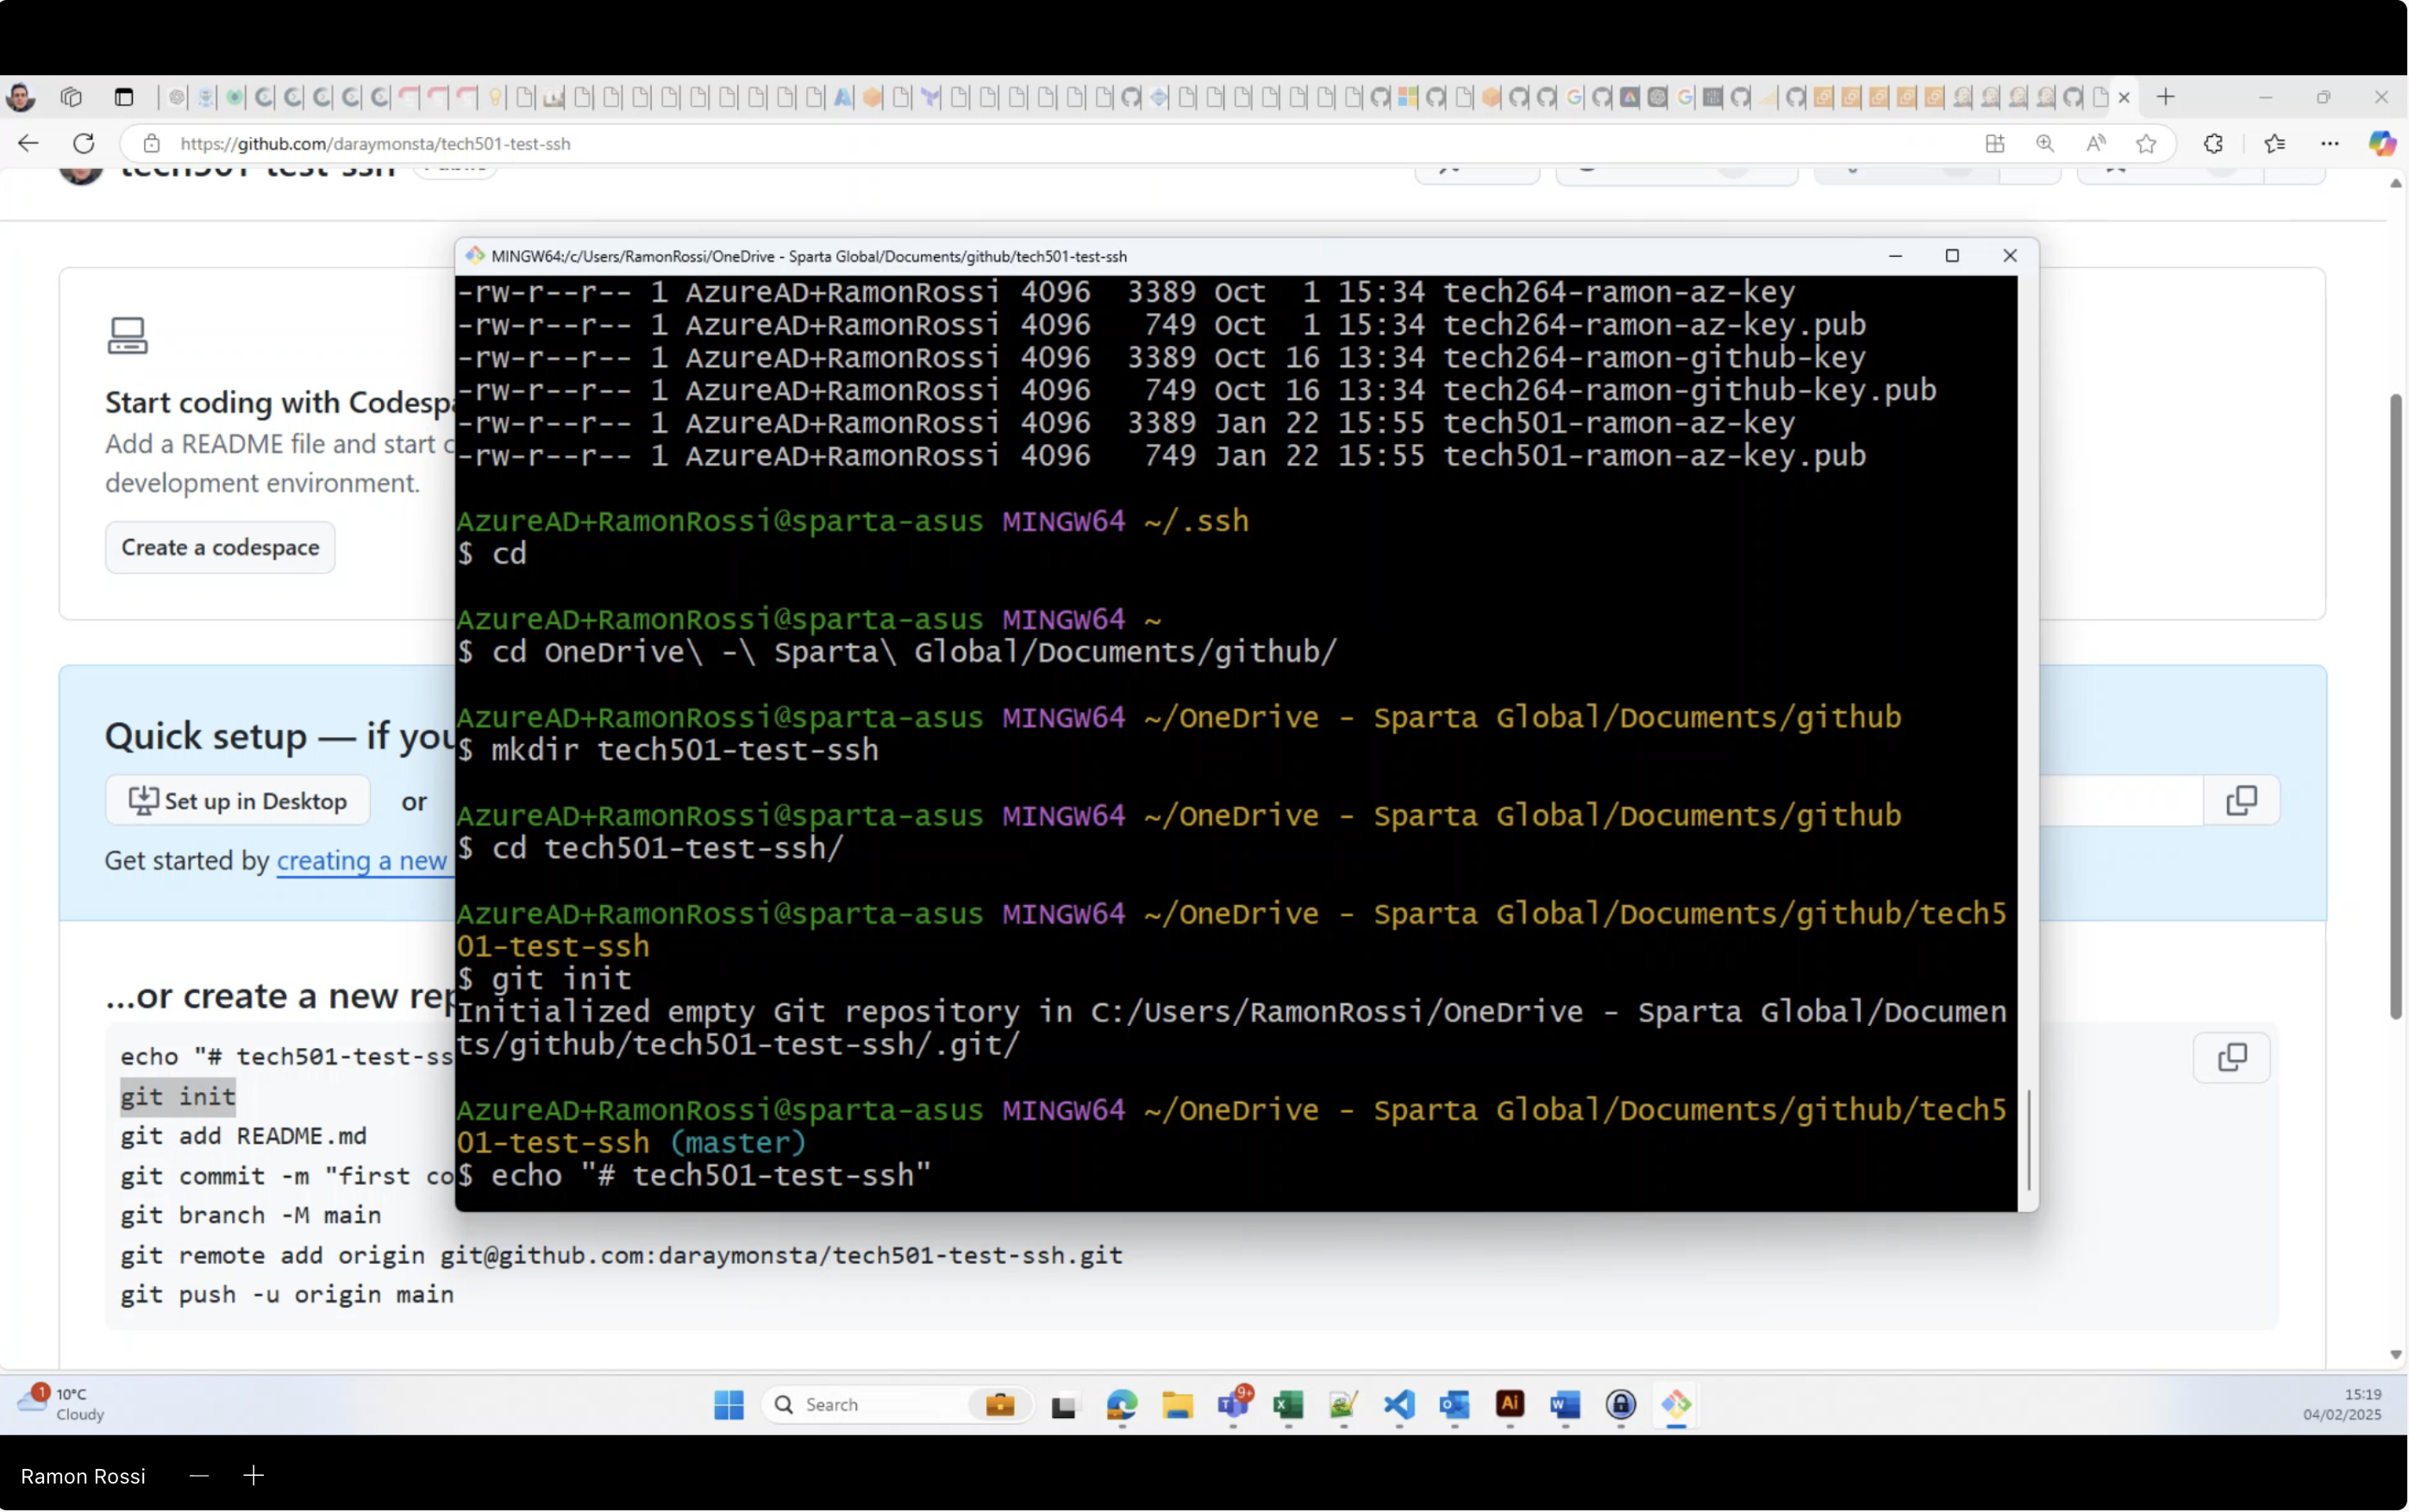 https://github.com/daraymonsta/tech501-test-ssh
tech501-test-ssh Public
Start coding with Codesp
Add a README file and start c
development environment.
Create a codespace
Quick setup — if you
Set up in Desktop or
Get started by creating a new
...or create a new rep
echo "# tech501-test-ss
git init
git add README.md
git commit -m "first co
git branch -M main
git remote add origin git@github.com:daraymonsta/tech501-test-ssh.git
git push -u origin main
MINGW64:/c/Users/RamonRossi/OneDrive - Sparta Global/Documents/github/tech501-test-ssh
-rw-r--r-- 1 AzureAD+RamonRossi 4096  3389 Oct  1 15:34 tech264-ramon-az-key
-rw-r--r-- 1 AzureAD+RamonRossi 4096   749 Oct  1 15:34 tech264-ramon-az-key.pub
-rw-r--r-- 1 AzureAD+RamonRossi 4096  3389 Oct 16 13:34 tech264-ramon-github-key
-rw-r--r-- 1 AzureAD+RamonRossi 4096   749 Oct 16 13:34 tech264-ramon-github-key.pub
-rw-r--r-- 1 AzureAD+RamonRossi 4096  3389 Jan 22 15:55 tech501-ramon-az-key
-rw-r--r-- 1 AzureAD+RamonRossi 4096   749 Jan 22 15:55 tech501-ramon-az-key.pub
AzureAD+RamonRossi@sparta-asus MINGW64 ~/.ssh
$ cd
AzureAD+RamonRossi@sparta-asus MINGW64 ~
$ cd OneDrive\ -\ Sparta\ Global/Documents/github/
AzureAD+RamonRossi@sparta-asus MINGW64 ~/OneDrive - Sparta Global/Documents/github
$ mkdir tech501-test-ssh
AzureAD+RamonRossi@sparta-asus MINGW64 ~/OneDrive - Sparta Global/Documents/github
$ cd tech501-test-ssh/
AzureAD+RamonRossi@sparta-asus MINGW64 ~/OneDrive - Sparta Global/Documents/github/tech5
01-test-ssh
$ git init
Initialized empty Git repository in C:/Users/RamonRossi/OneDrive - Sparta Global/Documen
ts/github/tech501-test-ssh/.git/
AzureAD+RamonRossi@sparta-asus MINGW64 ~/OneDrive - Sparta Global/Documents/github/tech5
01-test-ssh (master)
$ echo "# tech501-test-ssh"
1
10°C
Cloudy
Search
9+
Ai
15:19
04/02/2025
Ramon Rossi